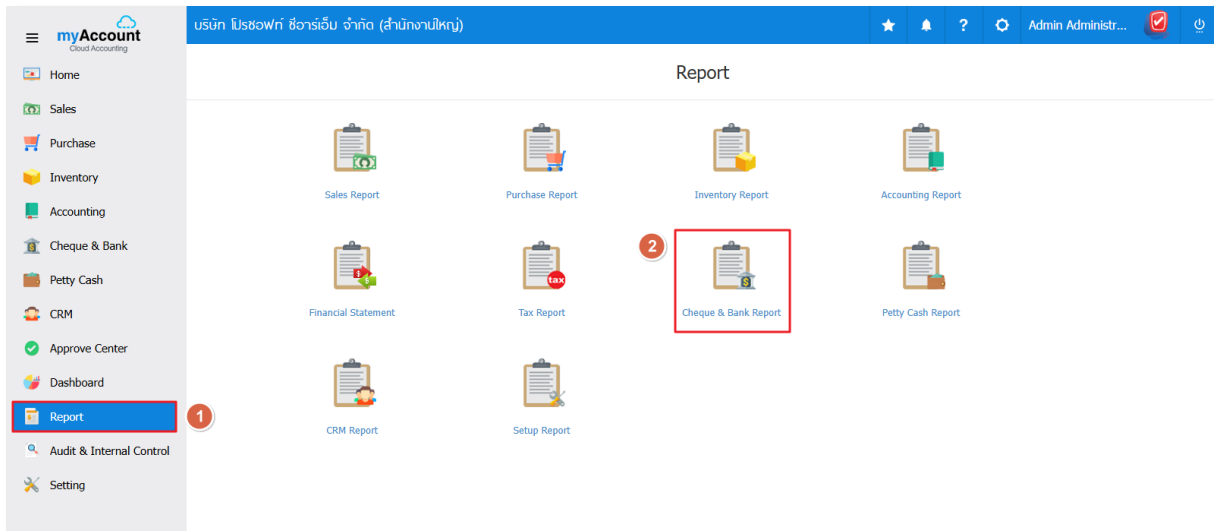 myAccount
Cloud Accounting
บริษัท โปรซอฟท์ ซีอาร์เอ็ม จำกัด (สำนักงานใหญ่)
?
Admin Administr...
Home
Sales
Purchase
Inventory
Accounting
Cheque & Bank
Petty Cash
CRM
Approve Center
Dashboard
Report
1
Audit & Internal Control
Setting
Report
Sales Report
Purchase Report
Inventory Report
Accounting Report
2
tax
Financial Statement
Tax Report
Cheque & Bank Report
Petty Cash Report
CRM Report
Setup Report